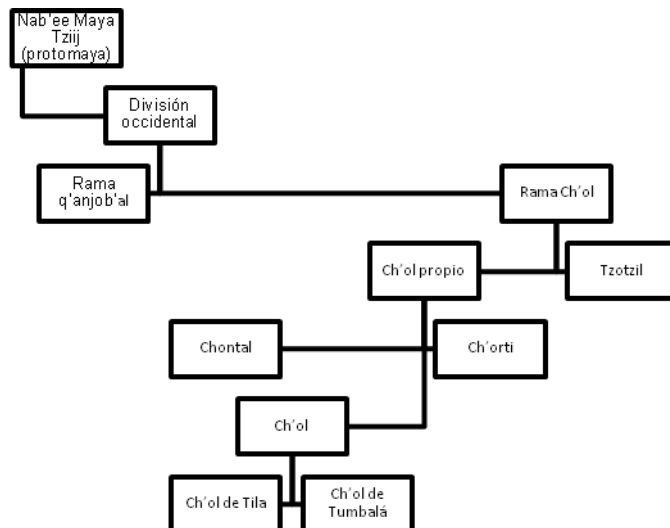 Nab'ee Maya
Tziij
(protomaya)
División
occidental
Rama
q'anjob'al
Rama Ch´ol
Ch´ol propio
Tzotzil
Chontal
Ch´orti
Ch´ol
Ch´ol de Tila
Ch´ol de
Tumbalá